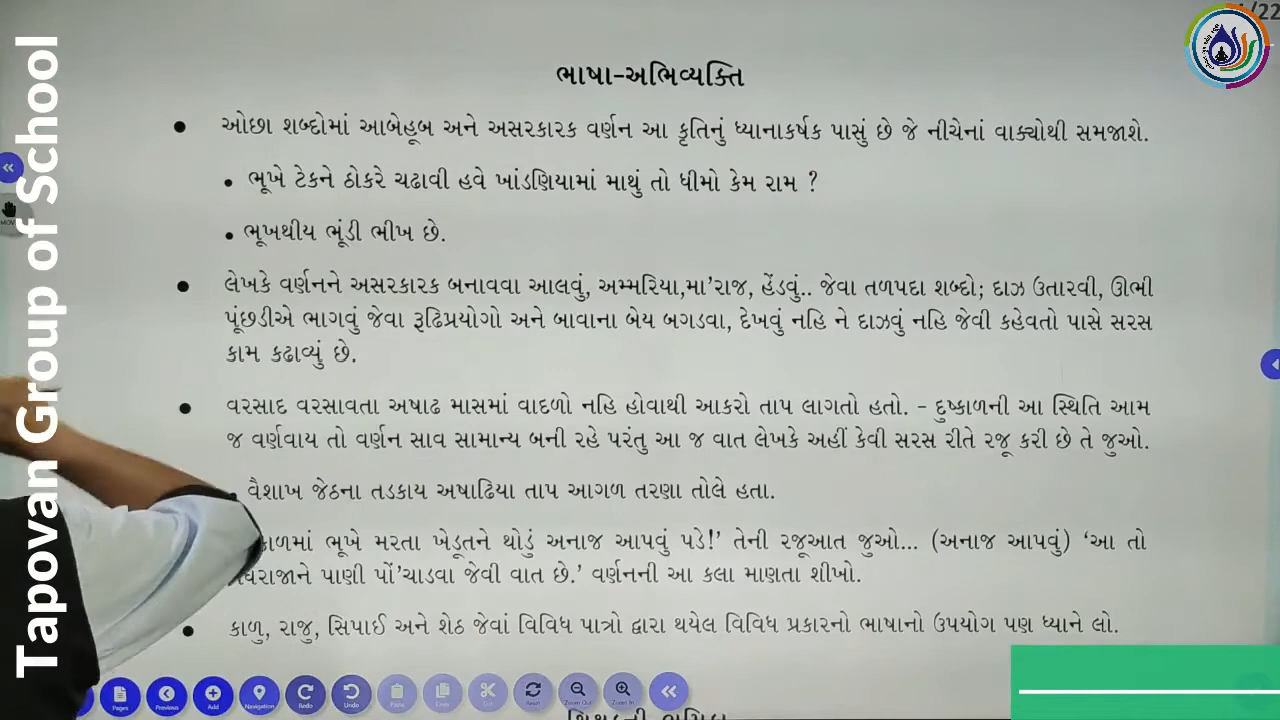 /22
ભાષા-અભિવ્યક્તિ
• ઓછા શબ્દોમાં આબેહૂબ અને અસરકારક વર્ણન આ કૃતિનું ધ્યાનાકર્ષક પાસું છે જે નીચેનાં વાક્યોથી સમજાશે.
• ભૂખે ટેકને ઠોકરે ચઢાવી હવે ખાંડણિયામાં માથું તો ધીમો કેમ રામ ?
• ભૂખથીય ભૂંડી ભીખ છે.
• લેખકે વર્ણનને અસરકારક બનાવવા આલવું, અમ્મરિયા,મા'રાજ, હેંડવું.. જેવા તળપદા શબ્દો; દાઝ ઉતારવી, ઊભી
પૂંછડીએ ભાગવું જેવા રૂઢિપ્રયોગો અને બાવાના બેય બગડવા, દેખવું નહિ ને દાઝવું નહિ જેવી કહેવતો પાસે સરસ
કામ કઢાવ્યું છે.
• વરસાદ વરસાવતા અષાઢ માસમાં વાદળો નહિ હોવાથી આકરો તાપ લાગતો હતો. - દુષ્કાળની આ સ્થિતિ આમ
જ વર્ણવાય તો વર્ણન સાવ સામાન્ય બની રહે પરંતુ આ જ વાત લેખકે અહીં કેવી સરસ રીતે રજૂ કરી છે તે જુઓ.
વૈશાખ જેઠના તડકાય અષાઢિયા તાપ આગળ તરણા તોલે હતા.
ભૂખે મરતા ખેડૂતને થોડું અનાજ આપવું પડે!' તેની રજૂઆત જુઓ... (અનાજ આપવું) 'આ તો
પાણી પોં'ચાડવા જેવી વાત છે.' વર્ણનની આ કલા માણતા શીખો.
• કાળુ, રાજુ, સિપાઈ અને શેઠ જેવાં વિવિધ પાત્રો દ્વારા થયેલ વિવિધ પ્રકારનો ભાષાનો ઉપયોગ પણ ધ્યાને લો.
Tapovan Group of School
Pages
Previous
Add
Navigation
Redo
Undo
Zoom Out
Zoom In